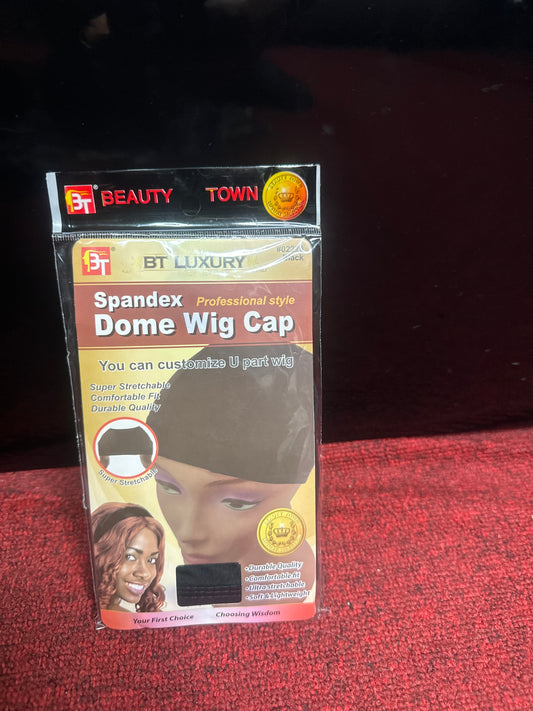 BT® BEAUTY TOWN
BT® BT LUXURY
Black
Spandex Professional style
Dome Wig Cap
You can customize U part wig
Super Stretchable
Comfortable Fit
Durable Quality
Super Stretchable
• Durable Quality
• Comfortable fit
• Ultra stretchable
• Soft & Lightweight
Your First Choice Choosing Wisdom